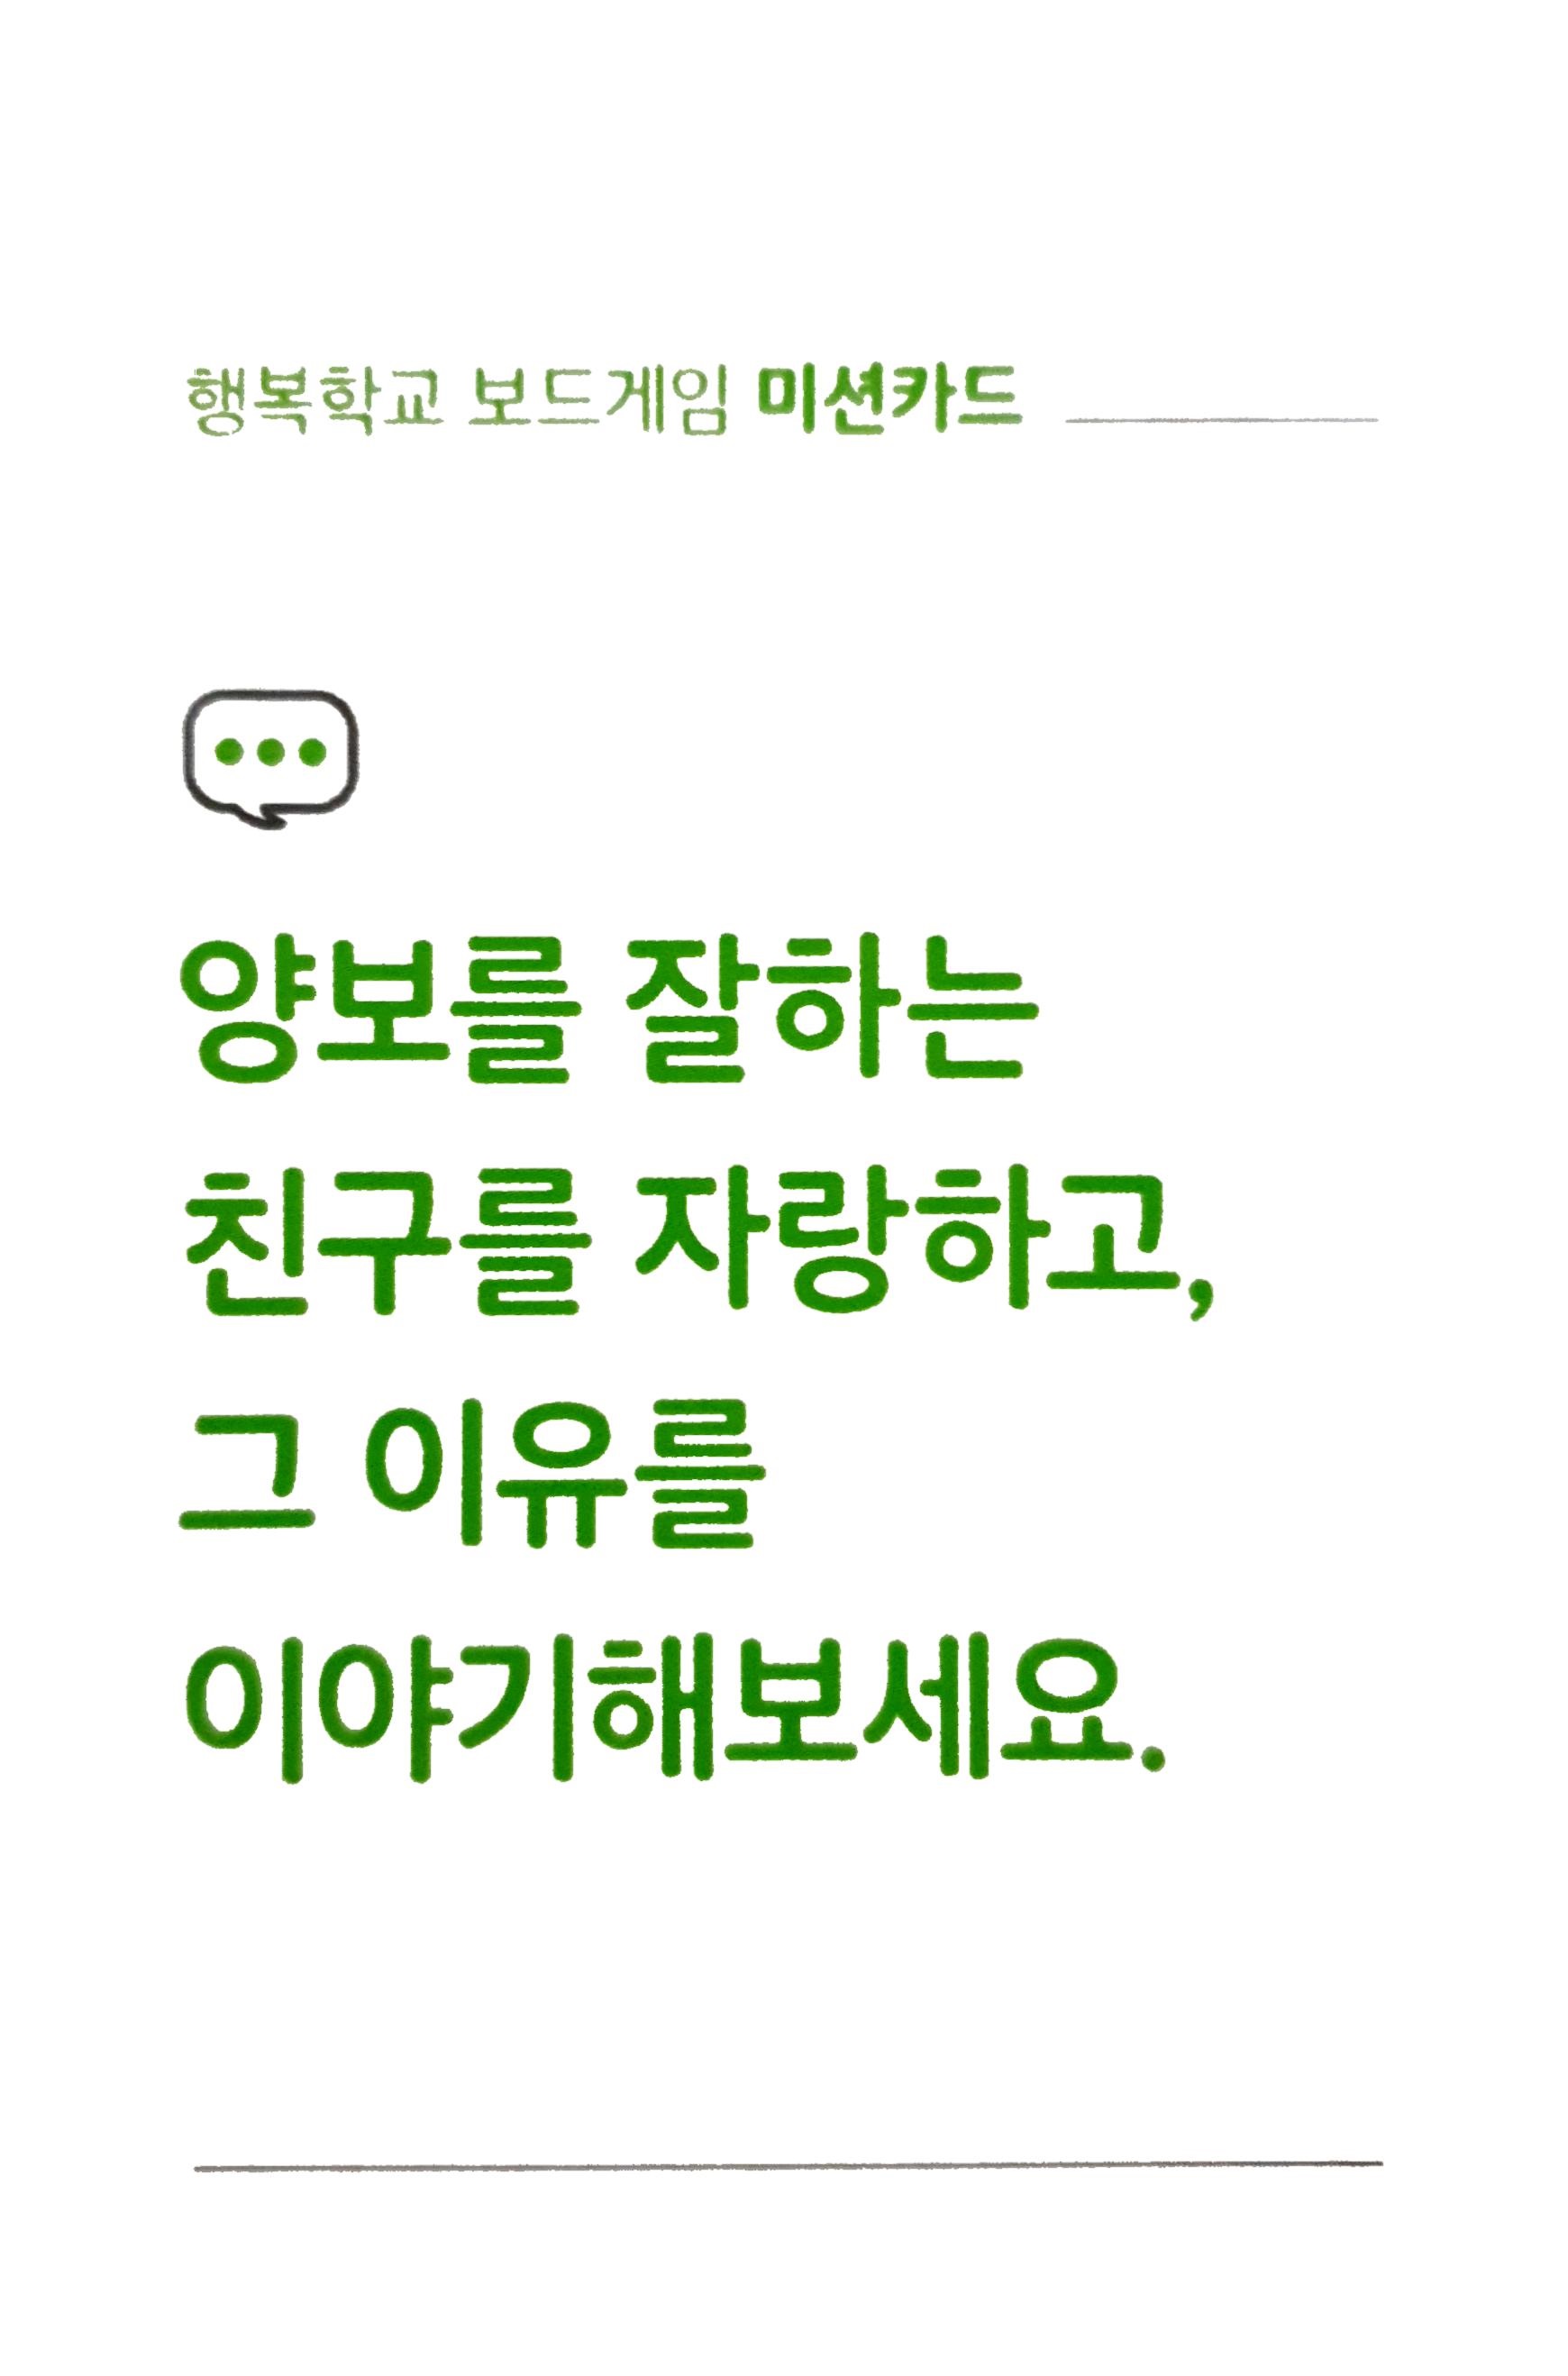 행복학교 보드게임 미션카드
양보를 잘하는
친구를 자랑하고,
그 이유를
이야기해보세요.